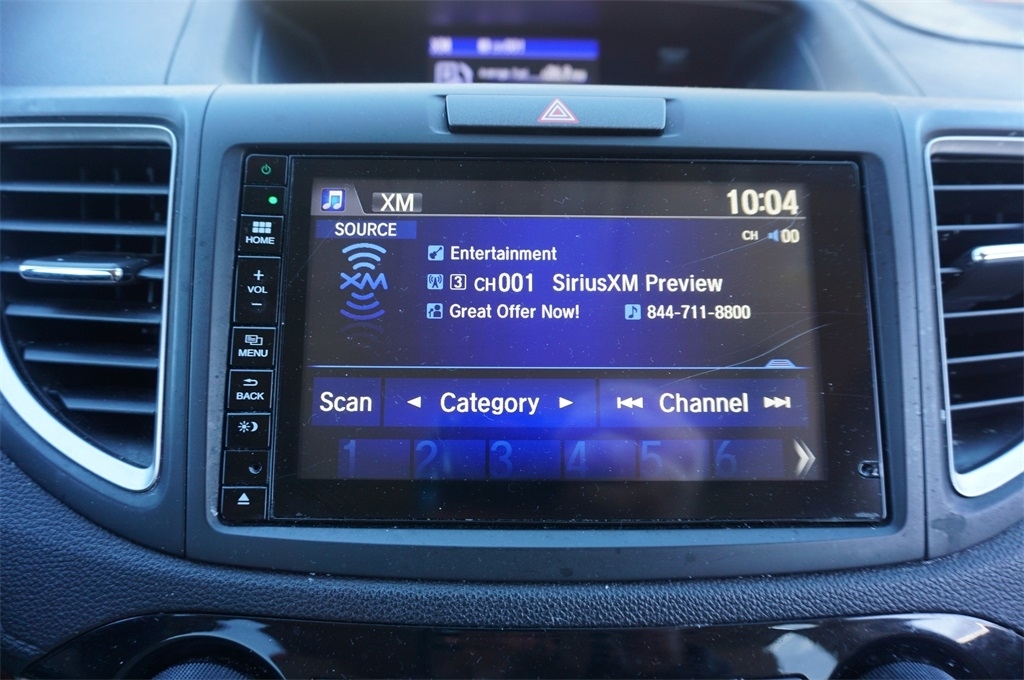 XM
10:04
SOURCE
CH 00
XM
Entertainment
3 CH001 SiriusXM Preview
Great Offer Now! 844-711-8800
HOME
+
VOL
−
MENU
BACK
Scan ◄ Category ► Channel
1 2 3 4 5 6